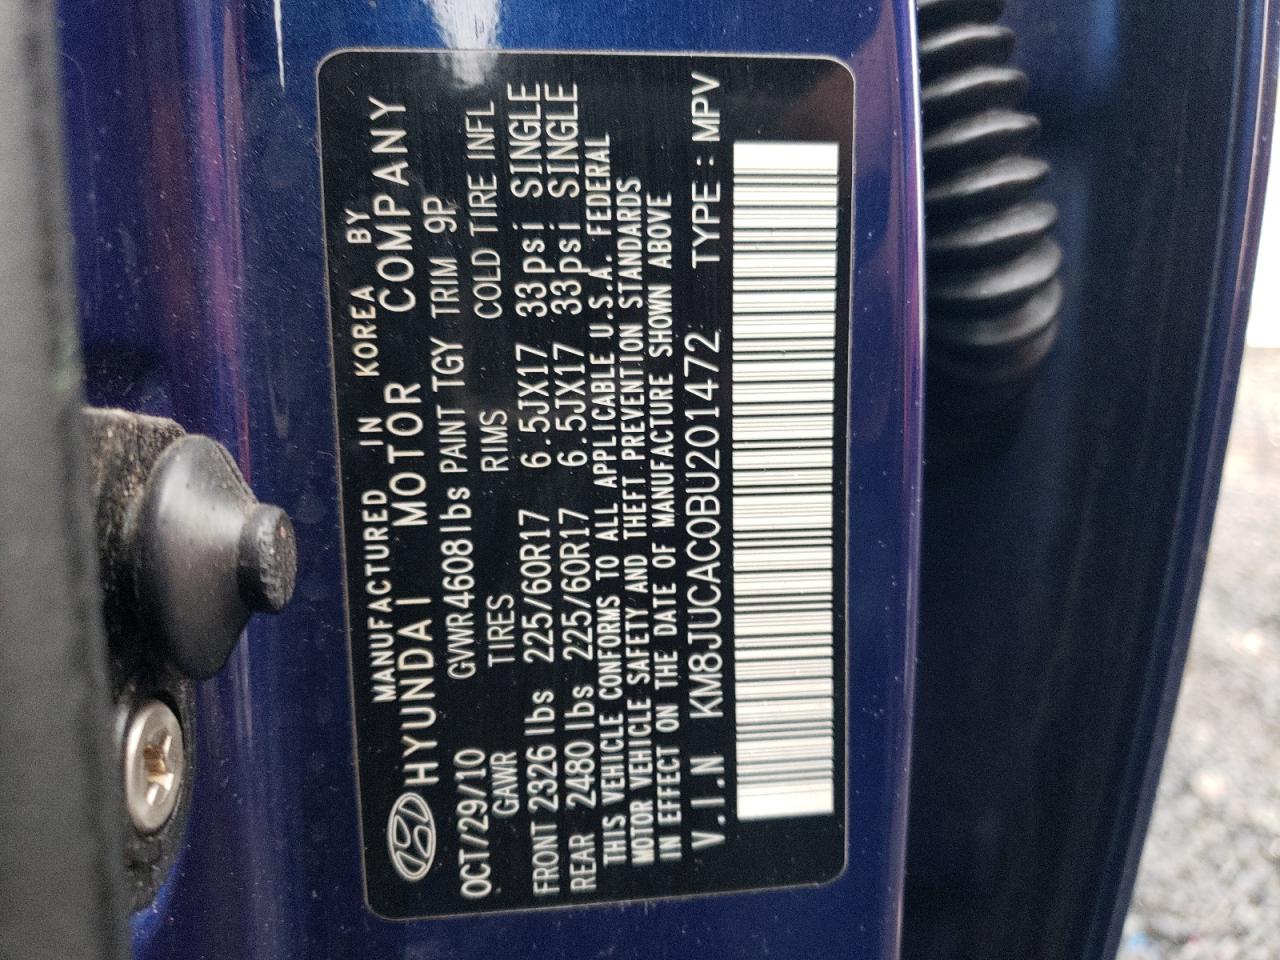 MANUFACTURED IN KOREA BY
HYUNDAI MOTOR COMPANY
OCT/29/10 GVWR 4608 lbs PAINT TGY TRIM 9P
GAWR TIRES RIMS COLD TIRE INFL
FRONT 2326 lbs 225/60R17 6.5JX17 33psi SINGLE
REAR 2480 lbs 225/60R17 6.5JX17 33psi SINGLE
THIS VEHICLE CONFORMS TO ALL APPLICABLE U.S.A. FEDERAL
MOTOR VEHICLE SAFETY AND THEFT PREVENTION STANDARDS
IN EFFECT ON THE DATE OF MANUFACTURE SHOWN ABOVE
V.I.N KM8JUCAC0BU201472 TYPE : MPV